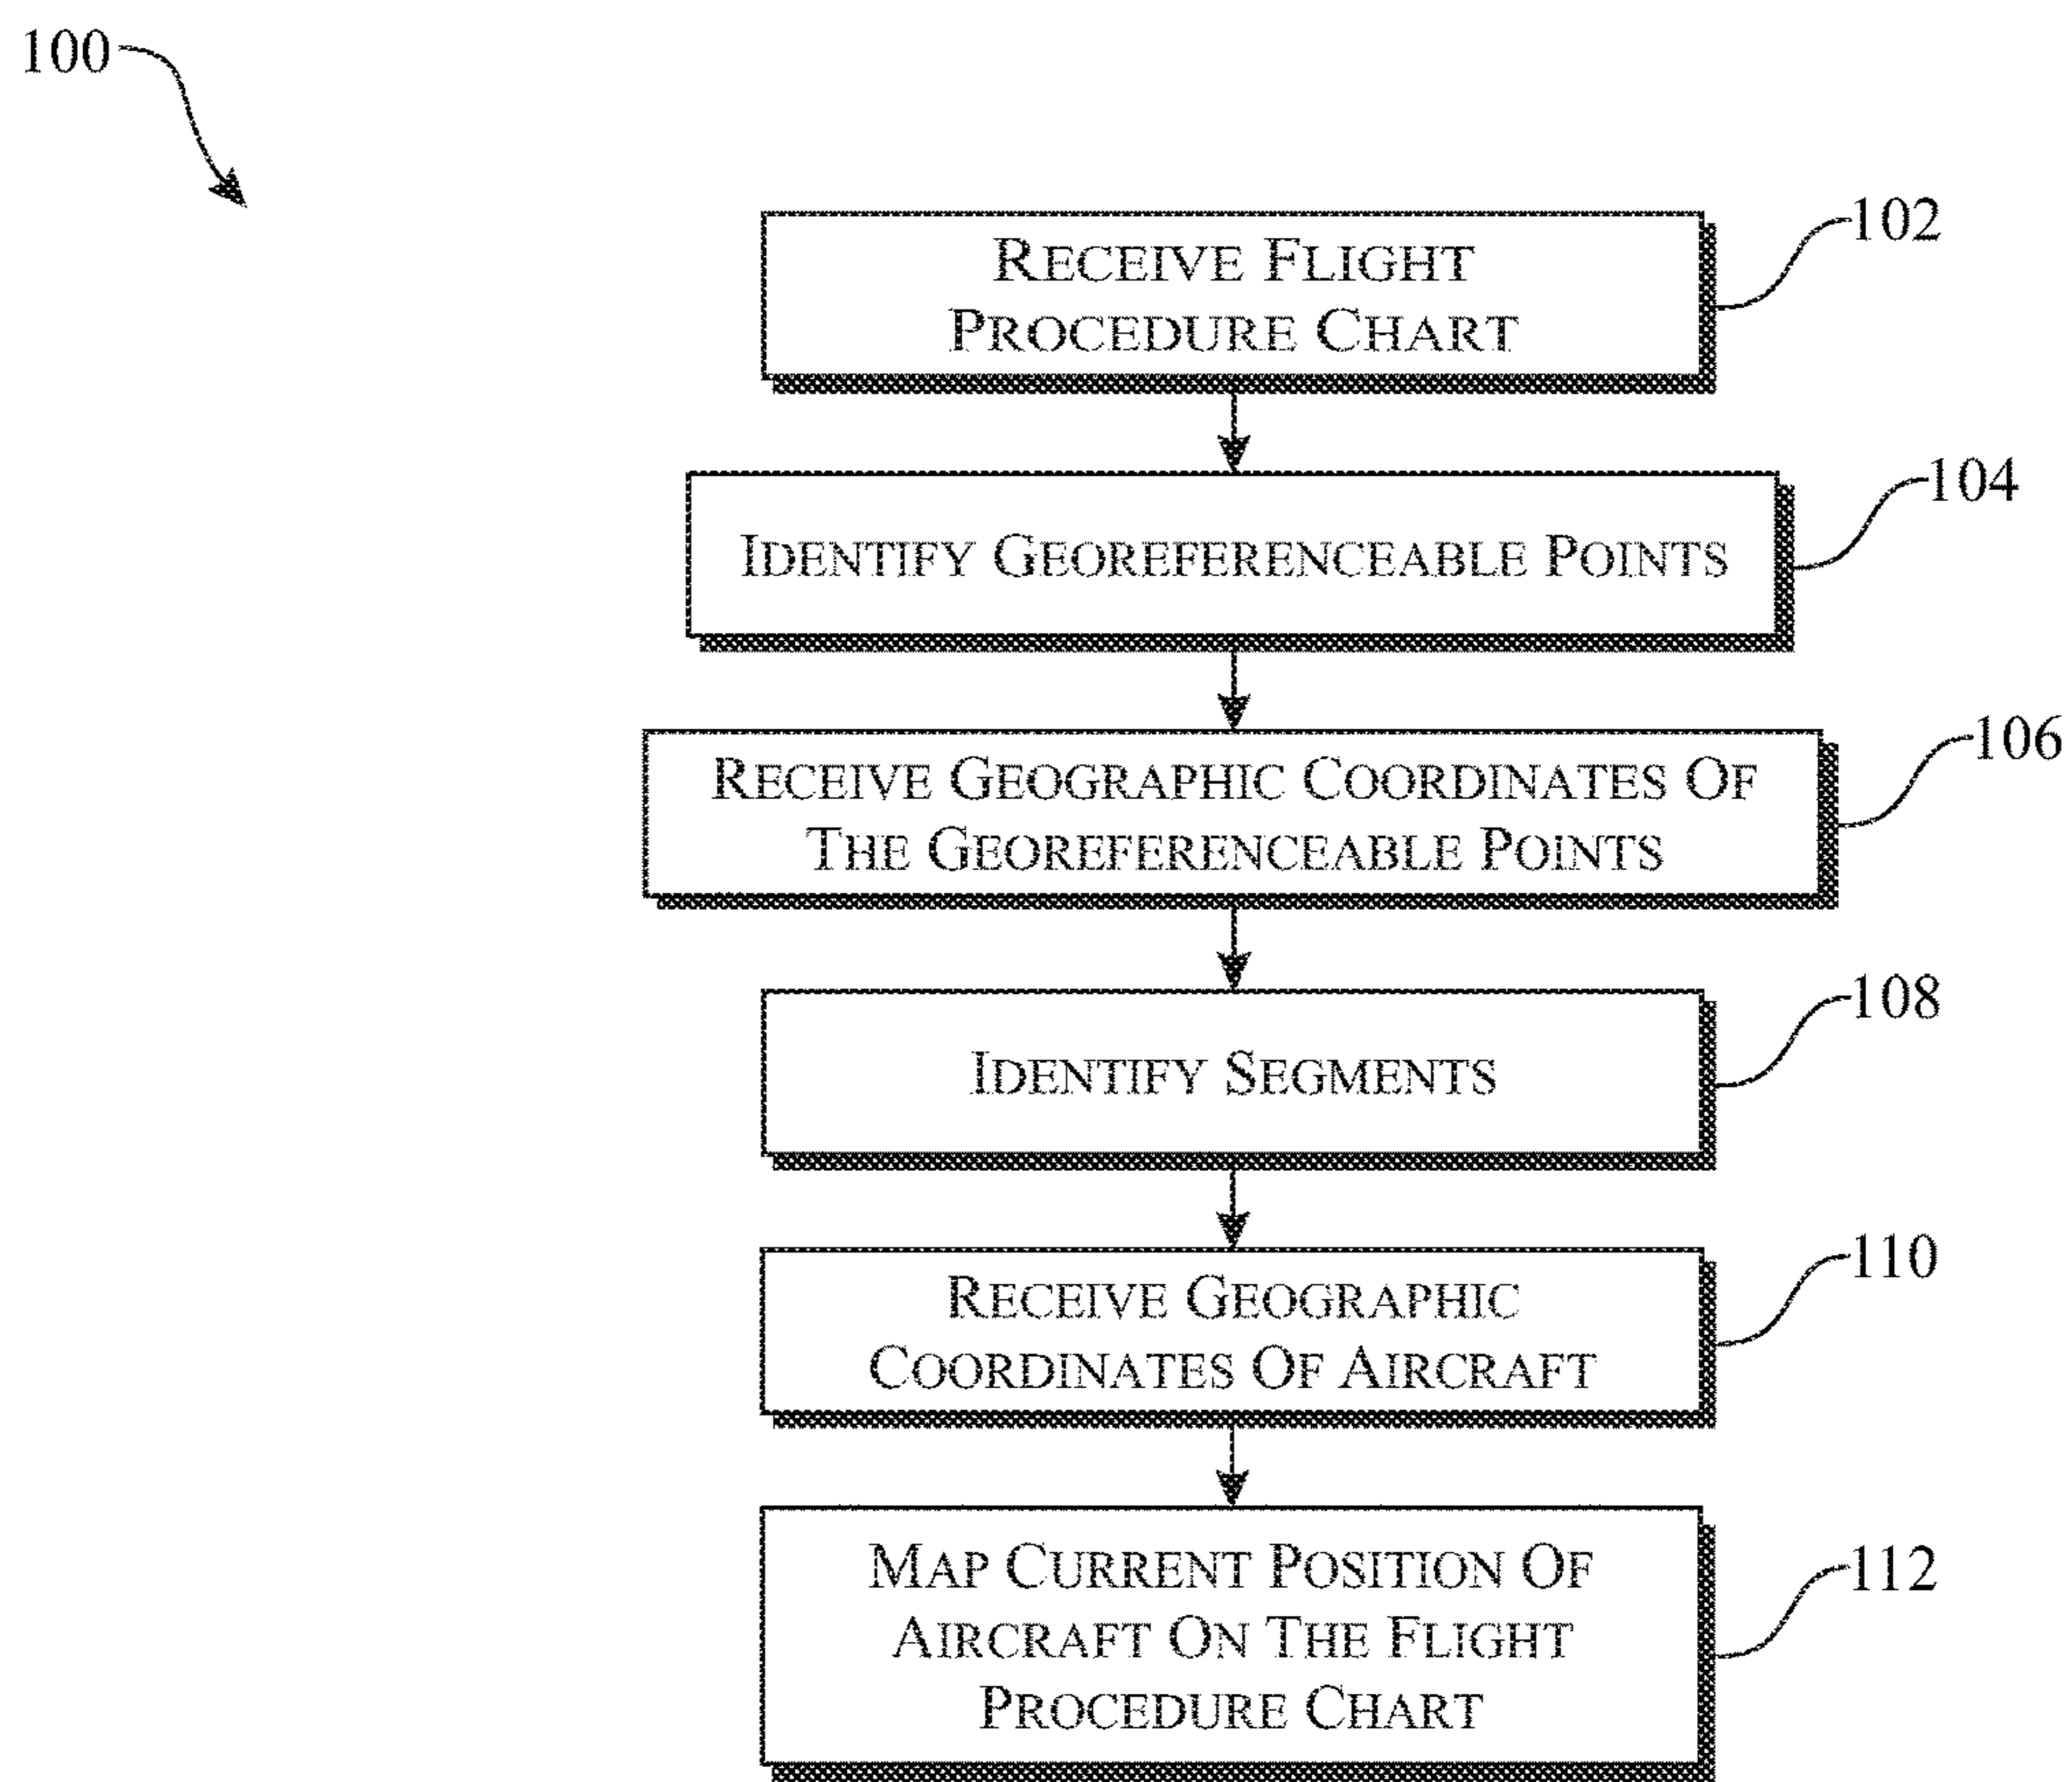 100
RECEIVE FLIGHT
PROCEDURE CHART
102
IDENTIFY GEOREFERENCEABLE POINTS
104
RECEIVE GEOGRAPHIC COORDINATES OF
THE GEOREFERENCEABLE POINTS
106
IDENTIFY SEGMENTS
108
RECEIVE GEOGRAPHIC
COORDINATES OF AIRCRAFT
110
MAP CURRENT POSITION OF
AIRCRAFT ON THE FLIGHT
PROCEDURE CHART
112